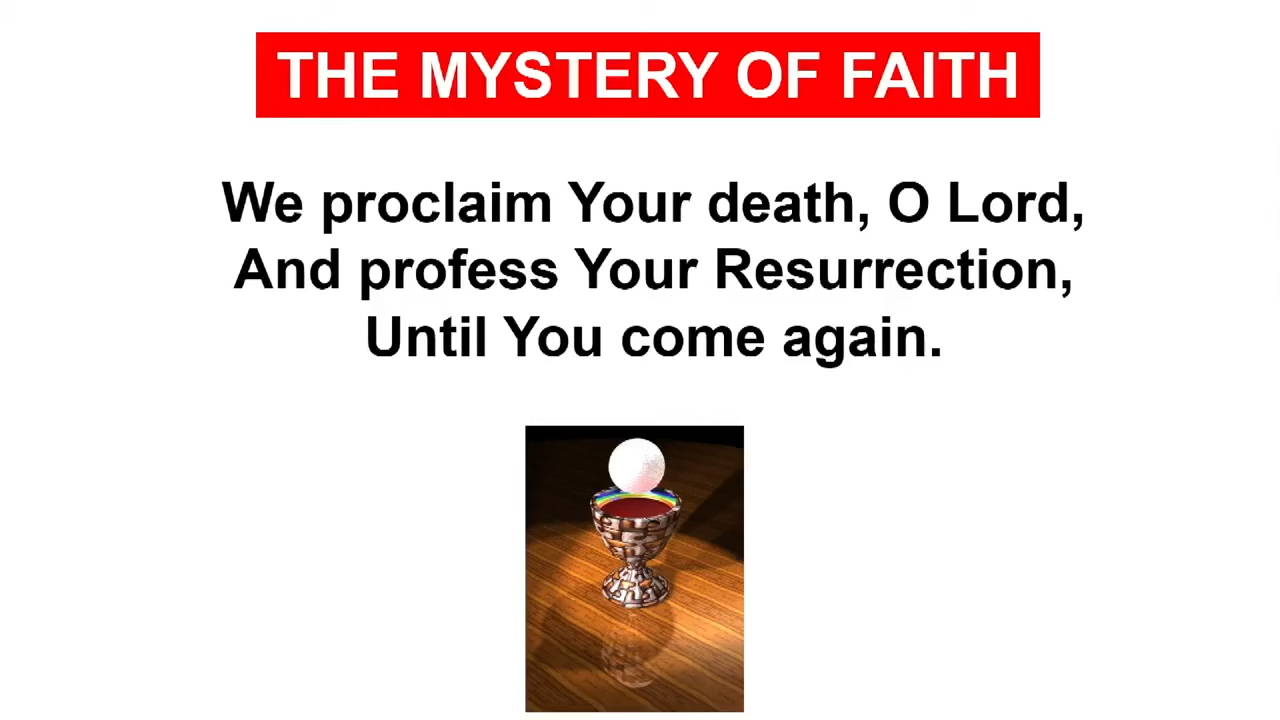 THE MYSTERY OF FAITH
We proclaim Your death, O Lord,
And profess Your Resurrection,
Until You come again.